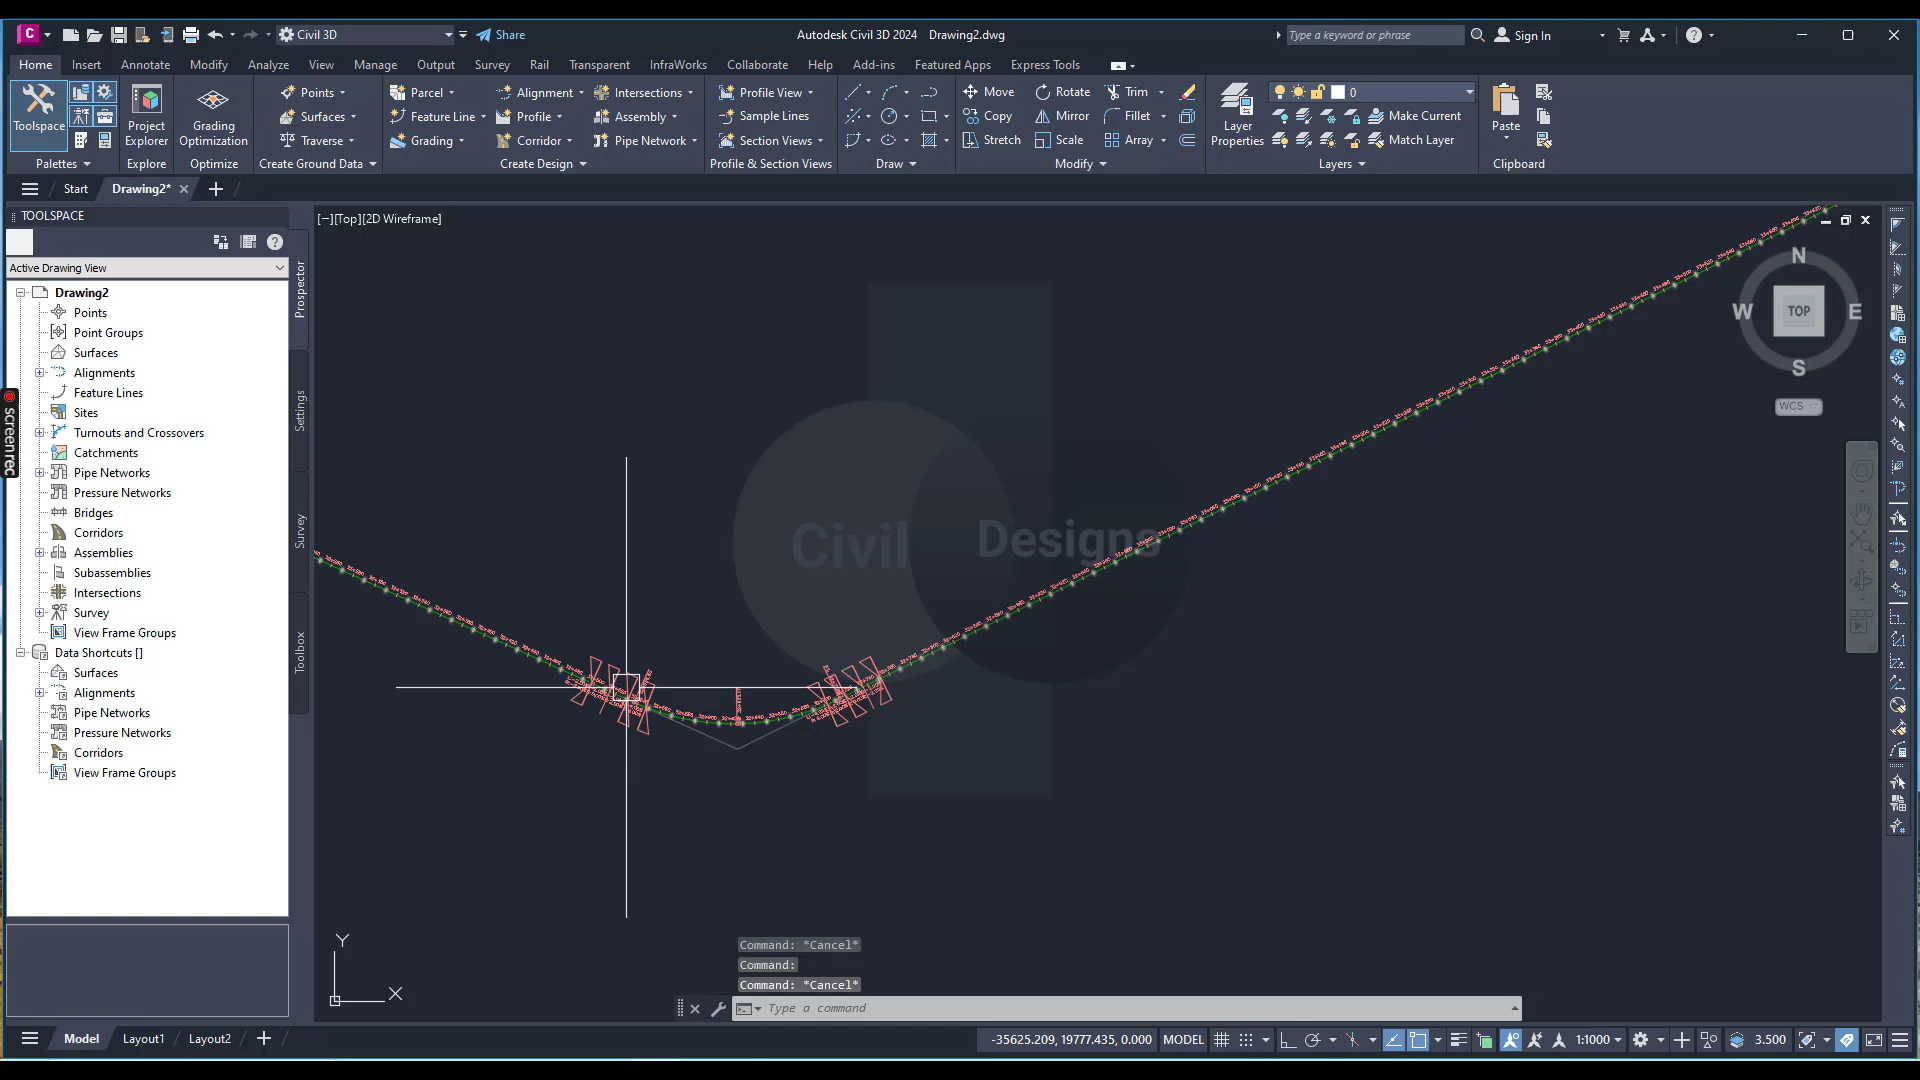 C
Civil 3D
Share
Autodesk Civil 3D 2024 Drawing2.dwg
Type a keyword or phrase
Sign In
Home Insert Annotate Modify Analyze View Manage Output Survey Rail Transparent InfraWorks Collaborate Help Add-ins Featured Apps Express Tools
Toolspace
Palettes
Project
Explorer
Explore
Grading
Optimization
Optimize
Points
Surfaces
Traverse
Create Ground Data
Parcel
Feature Line
Grading
Alignment
Profile
Corridor
Intersections
Assembly
Pipe Network
Create Design
Profile View
Sample Lines
Section Views
Profile & Section Views
Draw
Move
Copy
Stretch
Rotate
Mirror
Scale
Trim
Fillet
Array
Modify
Layer
Properties
0
Make Current
Match Layer
Layers
Paste
Clipboard
Start
Drawing2*
TOOLSPACE
Active Drawing View
Drawing2
Points
Point Groups
Surfaces
Alignments
Feature Lines
Sites
Turnouts and Crossovers
Catchments
Pipe Networks
Pressure Networks
Bridges
Corridors
Assemblies
Subassemblies
Intersections
Survey
View Frame Groups
Data Shortcuts []
Surfaces
Alignments
Pipe Networks
Pressure Networks
Corridors
View Frame Groups
Prospector
Settings
Survey
Toolbox
screenrec
[−][Top][2D Wireframe]
N
W
TOP
E
S
WCS
Civil Designs
Y
X
Command: *Cancel*
Command:
Command: *Cancel*
Type a command
Model Layout1 Layout2
-35625.209, 19777.435, 0.000
MODEL
1:1000
3.500